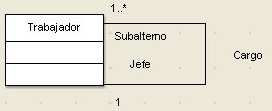 1..*
Trabajador
Subalterno
Cargo
Jefe
1